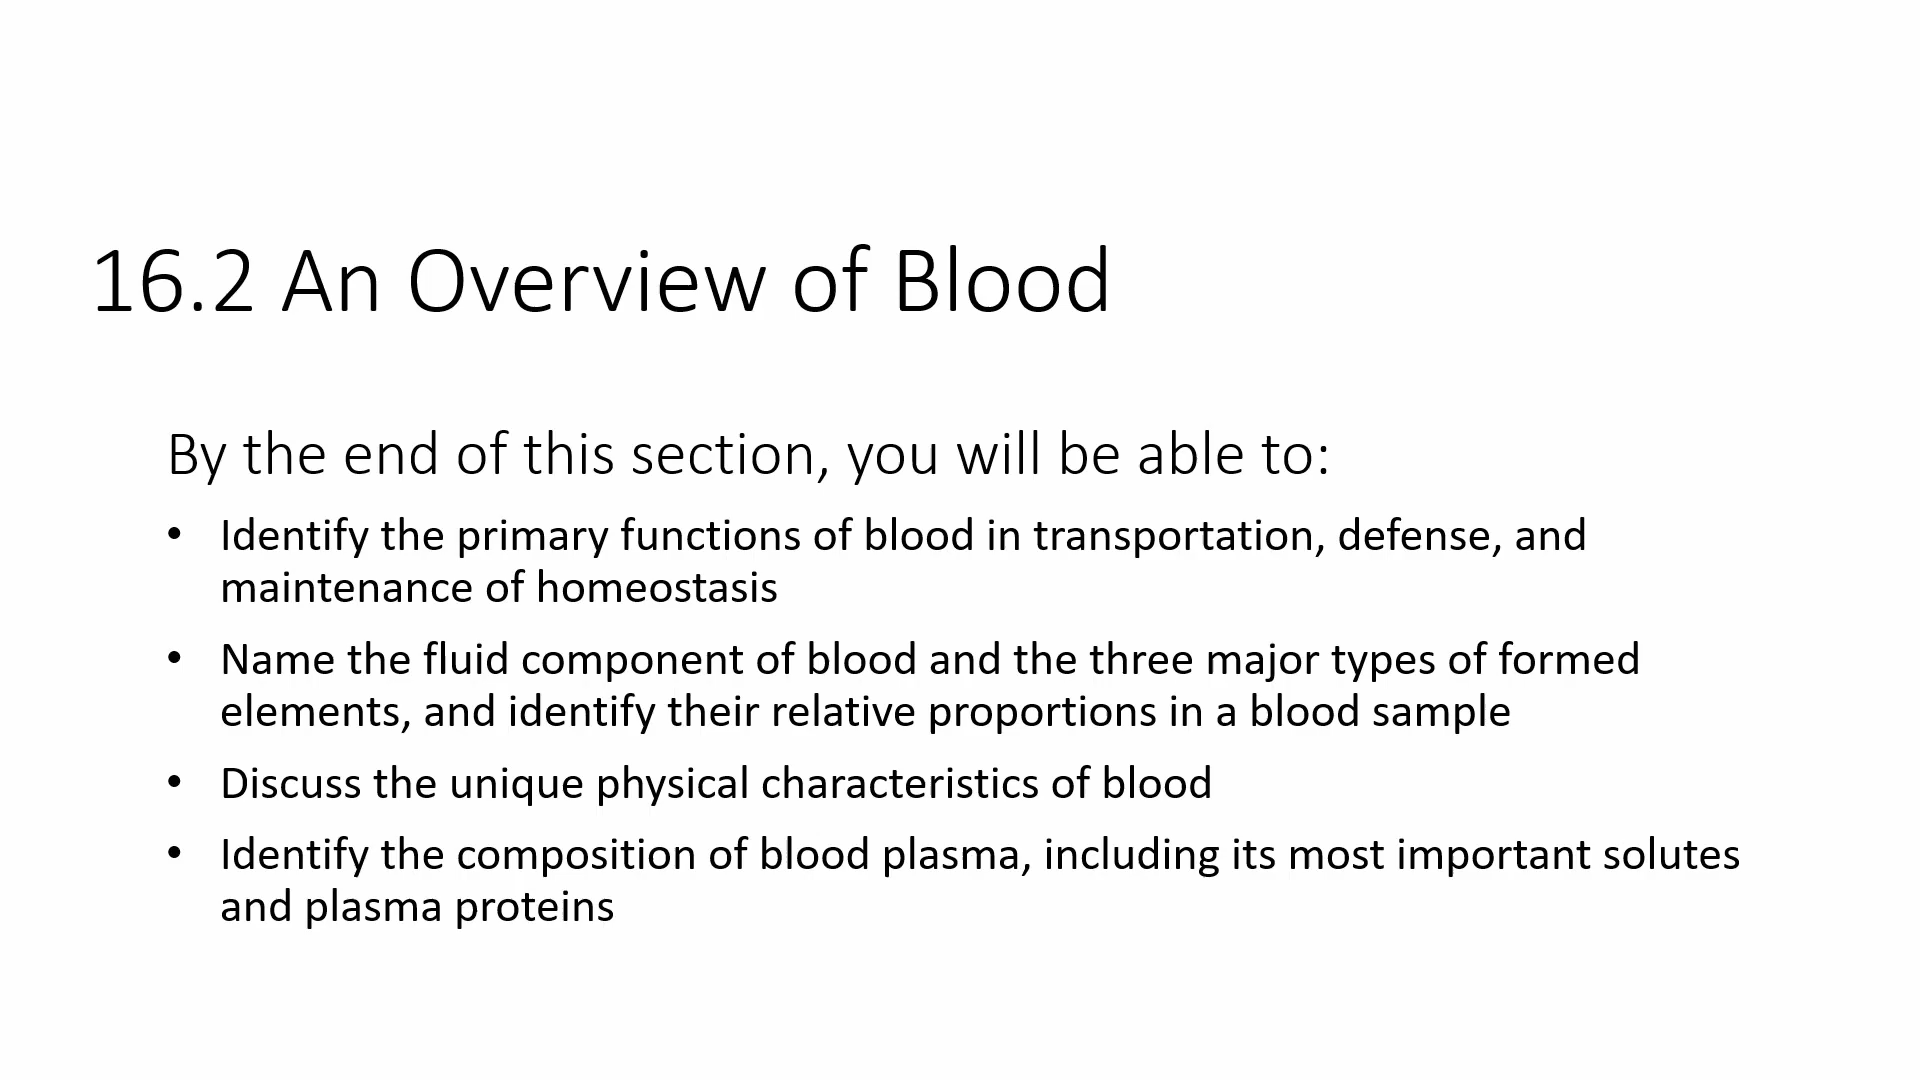 16.2 An Overview of Blood
By the end of this section, you will be able to:
• Identify the primary functions of blood in transportation, defense, and
maintenance of homeostasis
• Name the fluid component of blood and the three major types of formed
elements, and identify their relative proportions in a blood sample
• Discuss the unique physical characteristics of blood
• Identify the composition of blood plasma, including its most important solutes
and plasma proteins